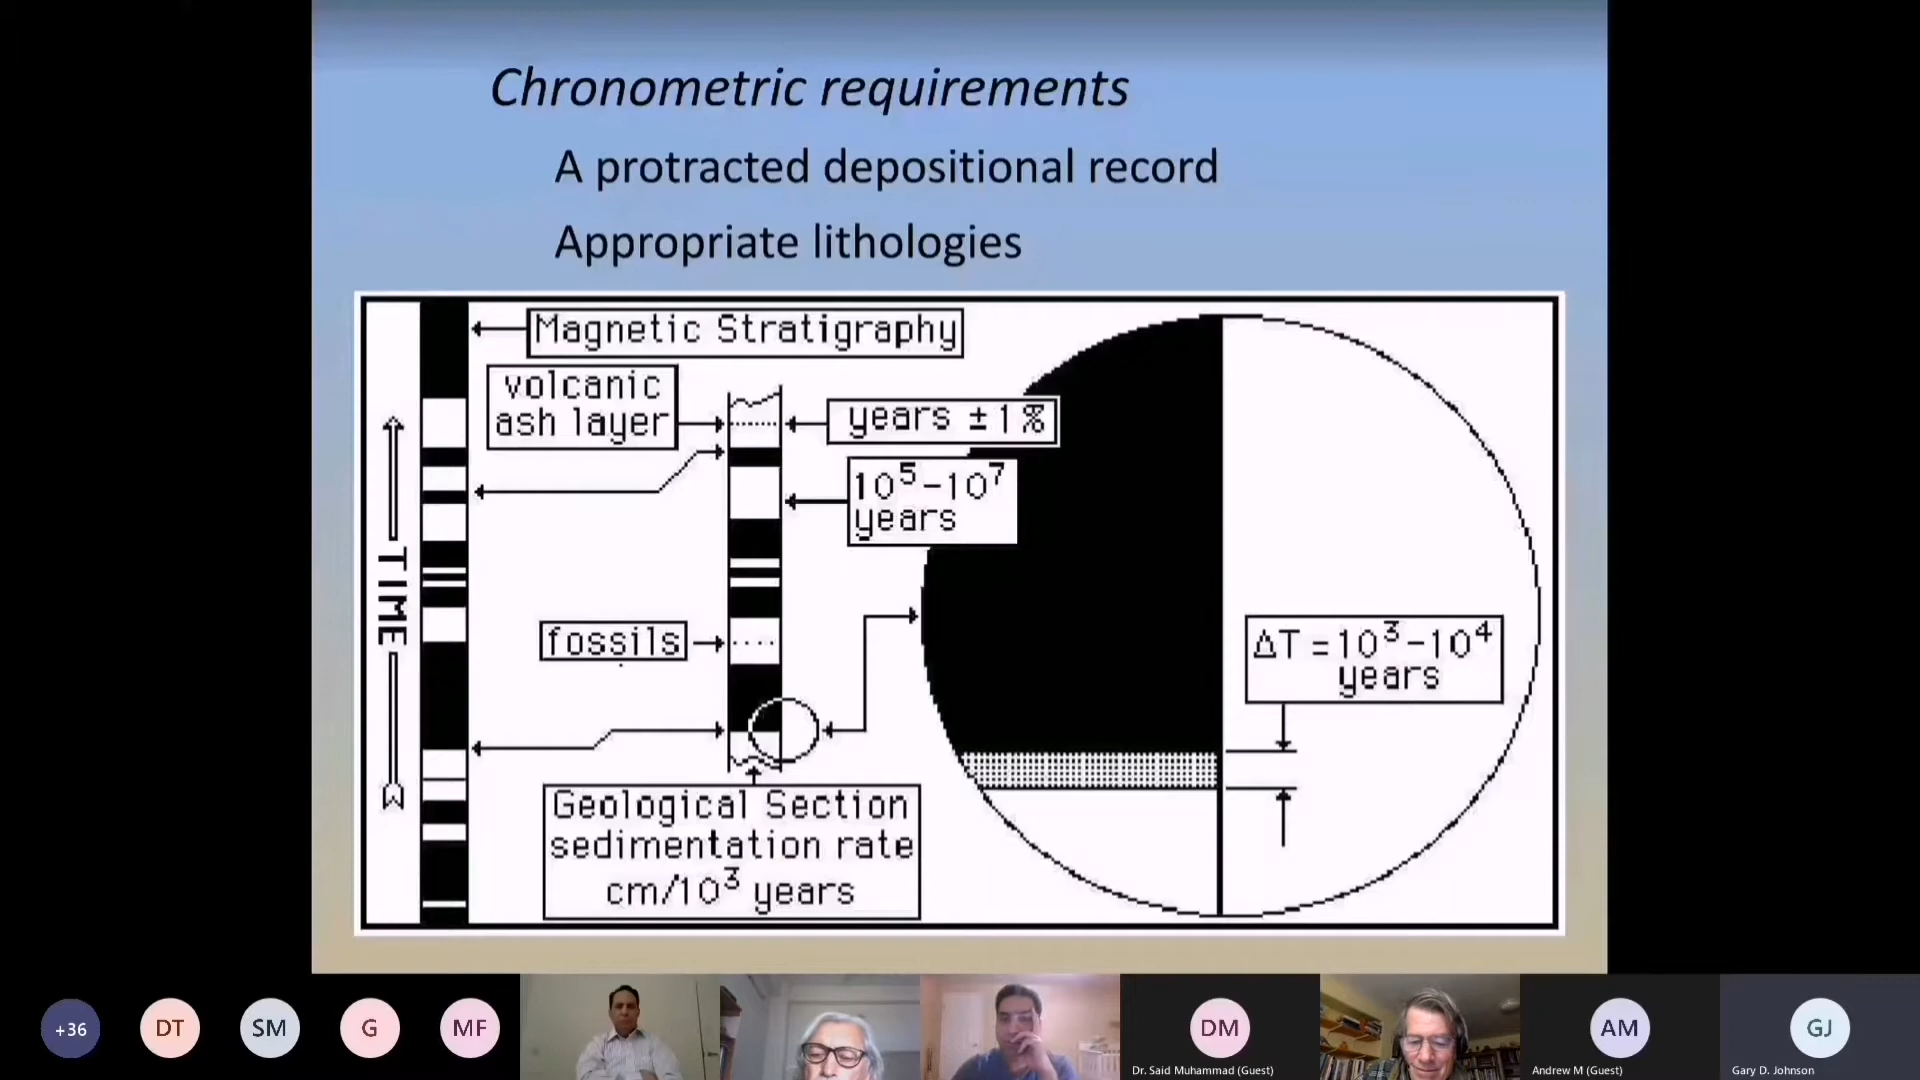 Chronometric requirements
A protracted depositional record
Appropriate lithologies
Magnetic Stratigraphy
volcanic
ash layer
years ± 1 %
10⁵-10⁷
years
TIME
fossils
ΔT = 10³-10⁴
years
Geological Section
sedimentation rate
cm/10³ years
+36
DT
SM
G
MF
DM
Dr. Said Muhammad (Guest)
AM
Andrew M (Guest)
GJ
Gary D. Johnson